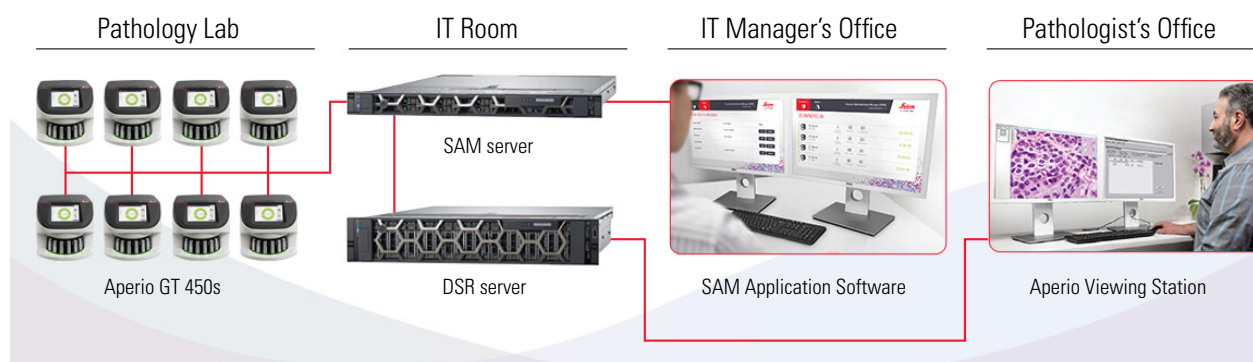 Pathology Lab
IT Room
IT Manager's Office
Pathologist's Office
SAM server
Aperio GT 450s
DSR server
SAM Application Software
Aperio Viewing Station
Leica